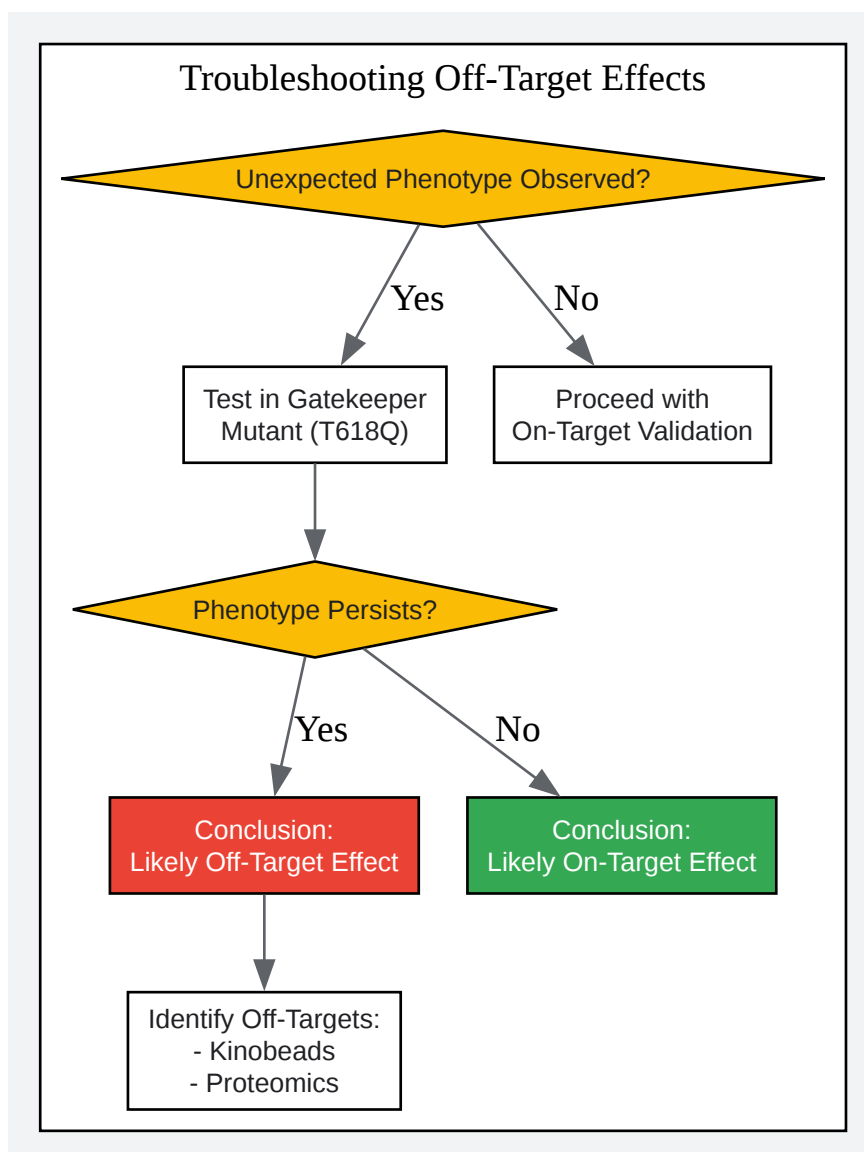 Troubleshooting Off-Target Effects
Unexpected Phenotype Observed?
Yes
No
Test in Gatekeeper
Mutant (T618Q)
Proceed with
On-Target Validation
Phenotype Persists?
Yes
No
Conclusion:
Likely Off-Target Effect
Conclusion:
Likely On-Target Effect
Identify Off-Targets:
- Kinobeads
- Proteomics